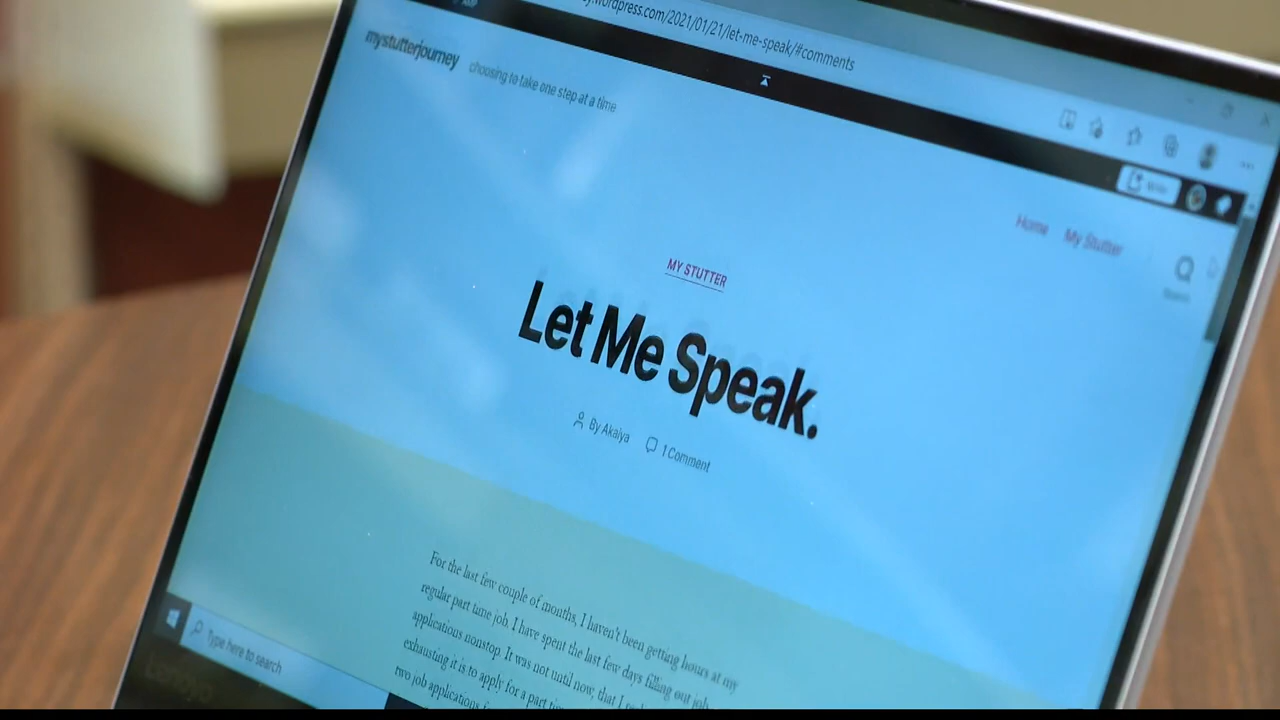 y.wordpress.com/2021/01/21/let-me-speak/#comments
mystutterjourney choosing to take one step at a time
Write
Home My Stutter
MY STUTTER
Let Me Speak.
By Akaiya 1 Comment
For the last few couple of months, I haven't been getting hours at my
regular part time job. I have spent the last few days filling out job
applications nonstop. It was not until now, that I
exhausting it is to apply for a part
two job applications
Type here to search
Lenovo